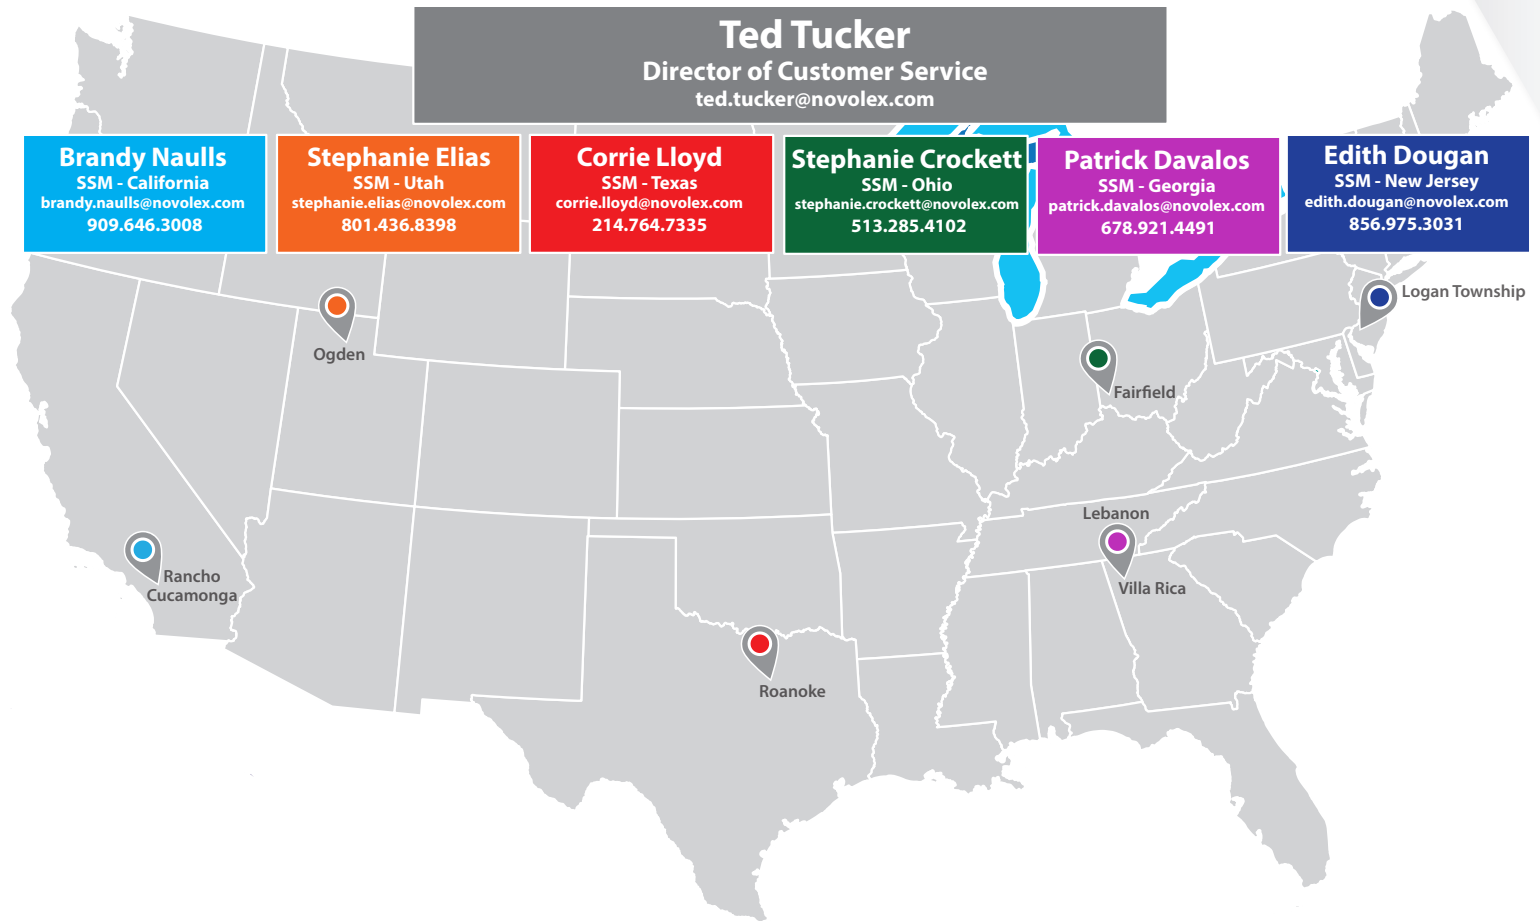 Ted Tucker
Director of Customer Service
ted.tucker@novolex.com
Brandy Naulls
SSM - California
brandy.naulls@novolex.com
909.646.3008
Stephanie Elias
SSM - Utah
stephanie.elias@novolex.com
801.436.8398
Corrie Lloyd
SSM - Texas
corrie.lloyd@novolex.com
214.764.7335
Stephanie Crockett
SSM - Ohio
stephanie.crockett@novolex.com
513.285.4102
Patrick Davalos
SSM - Georgia
patrick.davalos@novolex.com
678.921.4491
Edith Dougan
SSM - New Jersey
edith.dougan@novolex.com
856.975.3031
Logan Township
Ogden
Fairfield
Lebanon
Rancho
Cucamonga
Villa Rica
Roanoke